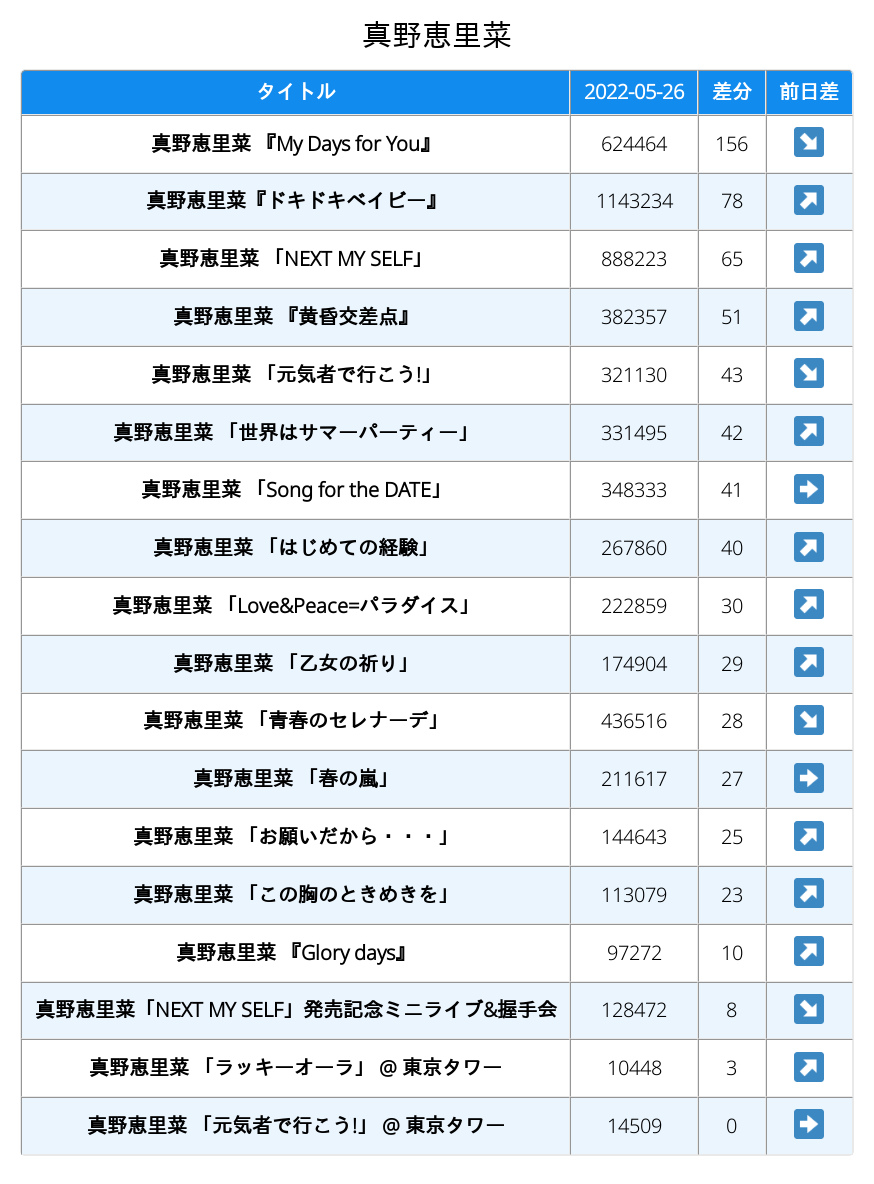 真野恵里菜
タイトル 2022-05-26 差分 前日差
真野恵里菜 『My Days for You』 624464 156 ↘
真野恵里菜『ドキドキベイビー』 1143234 78 ↗
真野恵里菜 「NEXT MY SELF」 888223 65 ↗
真野恵里菜 『黄昏交差点』 382357 51 ↗
真野恵里菜 「元気者で行こう!」 321130 43 ↘
真野恵里菜 「世界はサマーパーティー」 331495 42 ↗
真野恵里菜 「Song for the DATE」 348333 41 ➡
真野恵里菜 「はじめての経験」 267860 40 ↗
真野恵里菜 「Love&Peace=パラダイス」 222859 30 ↗
真野恵里菜 「乙女の祈り」 174904 29 ↗
真野恵里菜 「青春のセレナーデ」 436516 28 ↘
真野恵里菜 「春の嵐」 211617 27 ➡
真野恵里菜 「お願いだから・・・」 144643 25 ↗
真野恵里菜 「この胸のときめきを」 113079 23 ↗
真野恵里菜 『Glory days』 97272 10 ↗
真野恵里菜「NEXT MY SELF」発売記念ミニライブ&握手会 128472 8 ↘
真野恵里菜 「ラッキーオーラ」 @ 東京タワー 10448 3 ↗
真野恵里菜 「元気者で行こう!」 @ 東京タワー 14509 0 ➡